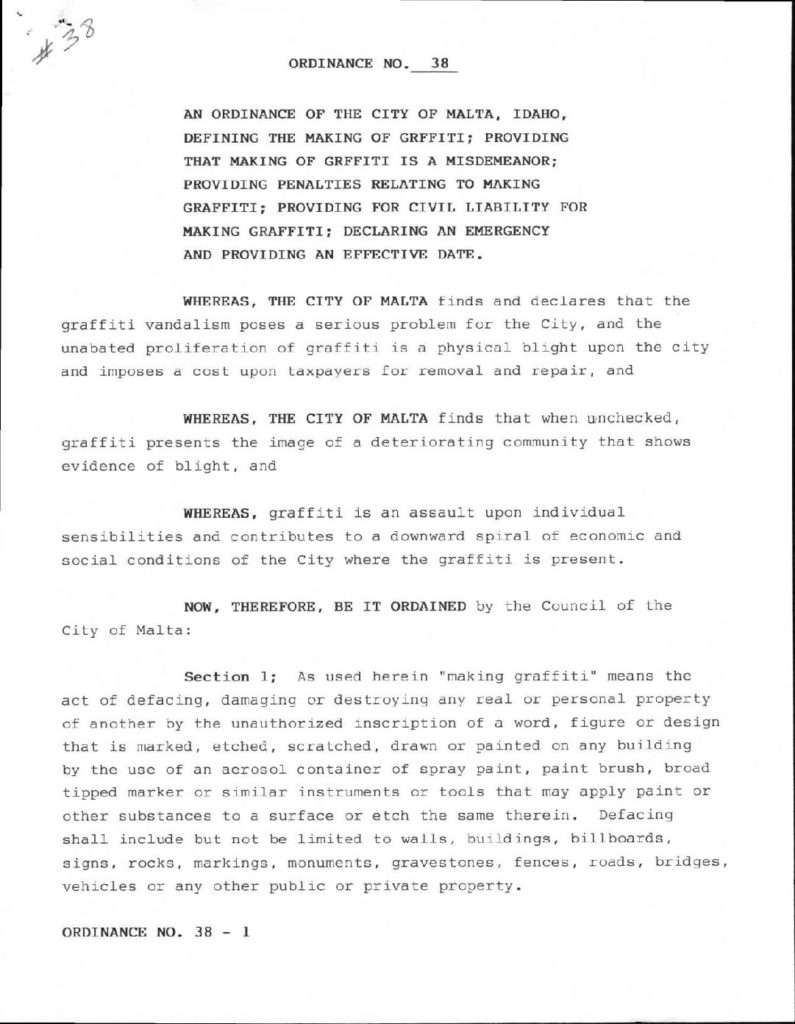 # 38
ORDINANCE NO. 38
AN ORDINANCE OF THE CITY OF MALTA, IDAHO,
DEFINING THE MAKING OF GRFFITI; PROVIDING
THAT MAKING OF GRFFITI IS A MISDEMEANOR;
PROVIDING PENALTIES RELATING TO MAKING
GRAFFITI; PROVIDING FOR CIVIL LIABILITY FOR
MAKING GRAFFITI; DECLARING AN EMERGENCY
AND PROVIDING AN EFFECTIVE DATE.
WHEREAS, THE CITY OF MALTA finds and declares that the
graffiti vandalism poses a serious problem for the City, and the
unabated proliferation of graffiti is a physical blight upon the city
and imposes a cost upon taxpayers for removal and repair, and
WHEREAS, THE CITY OF MALTA finds that when unchecked,
graffiti presents the image of a deteriorating community that shows
evidence of blight, and
WHEREAS, graffiti is an assault upon individual
sensibilities and contributes to a downward spiral of economic and
social conditions of the City where the graffiti is present.
NOW, THEREFORE, BE IT ORDAINED by the Council of the
City of Malta:
Section 1; As used herein "making graffiti" means the
act of defacing, damaging or destroying any real or personal property
of another by the unauthorized inscription of a word, figure or design
that is marked, etched, scratched, drawn or painted on any building
by the use of an aerosol container of spray paint, paint brush, broad
tipped marker or similar instruments or tools that may apply paint or
other substances to a surface or etch the same therein. Defacing
shall include but not be limited to walls, buildings, billboards,
signs, rocks, markings, monuments, gravestones, fences, roads, bridges,
vehicles or any other public or private property.
ORDINANCE NO. 38 - 1